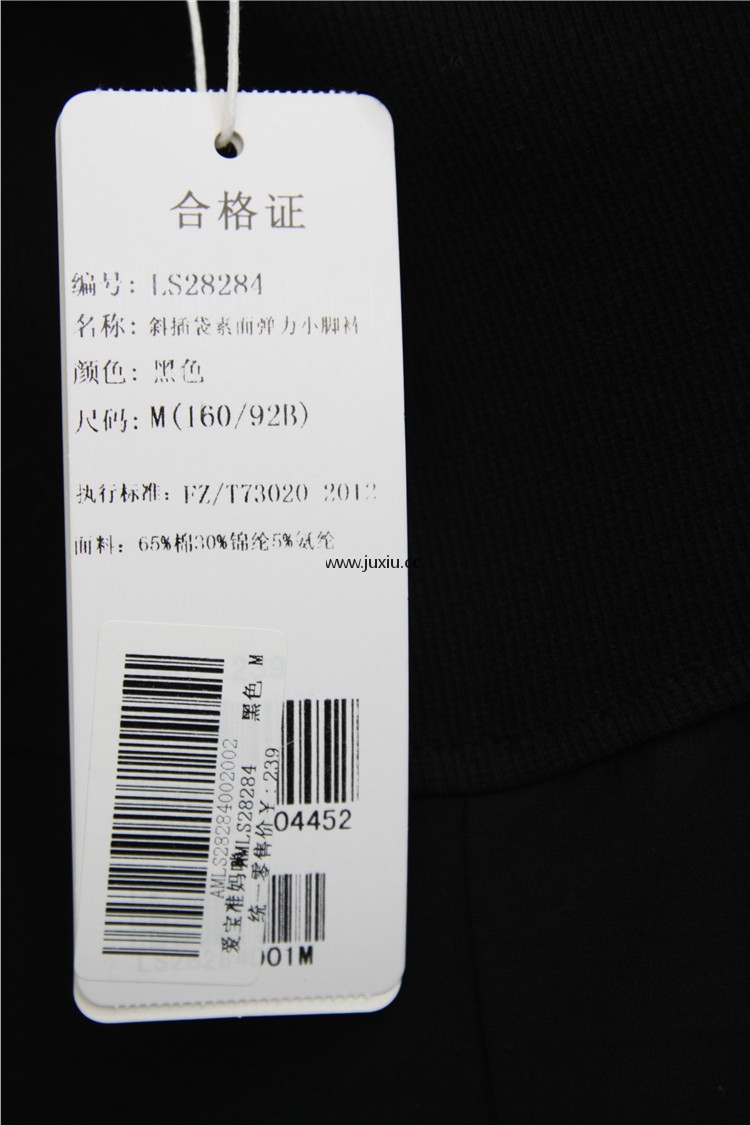 合格证
编号: LS28284
名称: 斜插袋素面弹力小脚裤
颜色: 黑色
尺码: M(160/92B)
执行标准: FZ/T73020 2012
面料: 65%棉30%锦纶5%氨纶
www.juxiu.co
04452
001M
AMLS28284002002
爱宝准妈 AMLS28284 黑色 M
统一零售价￥:239